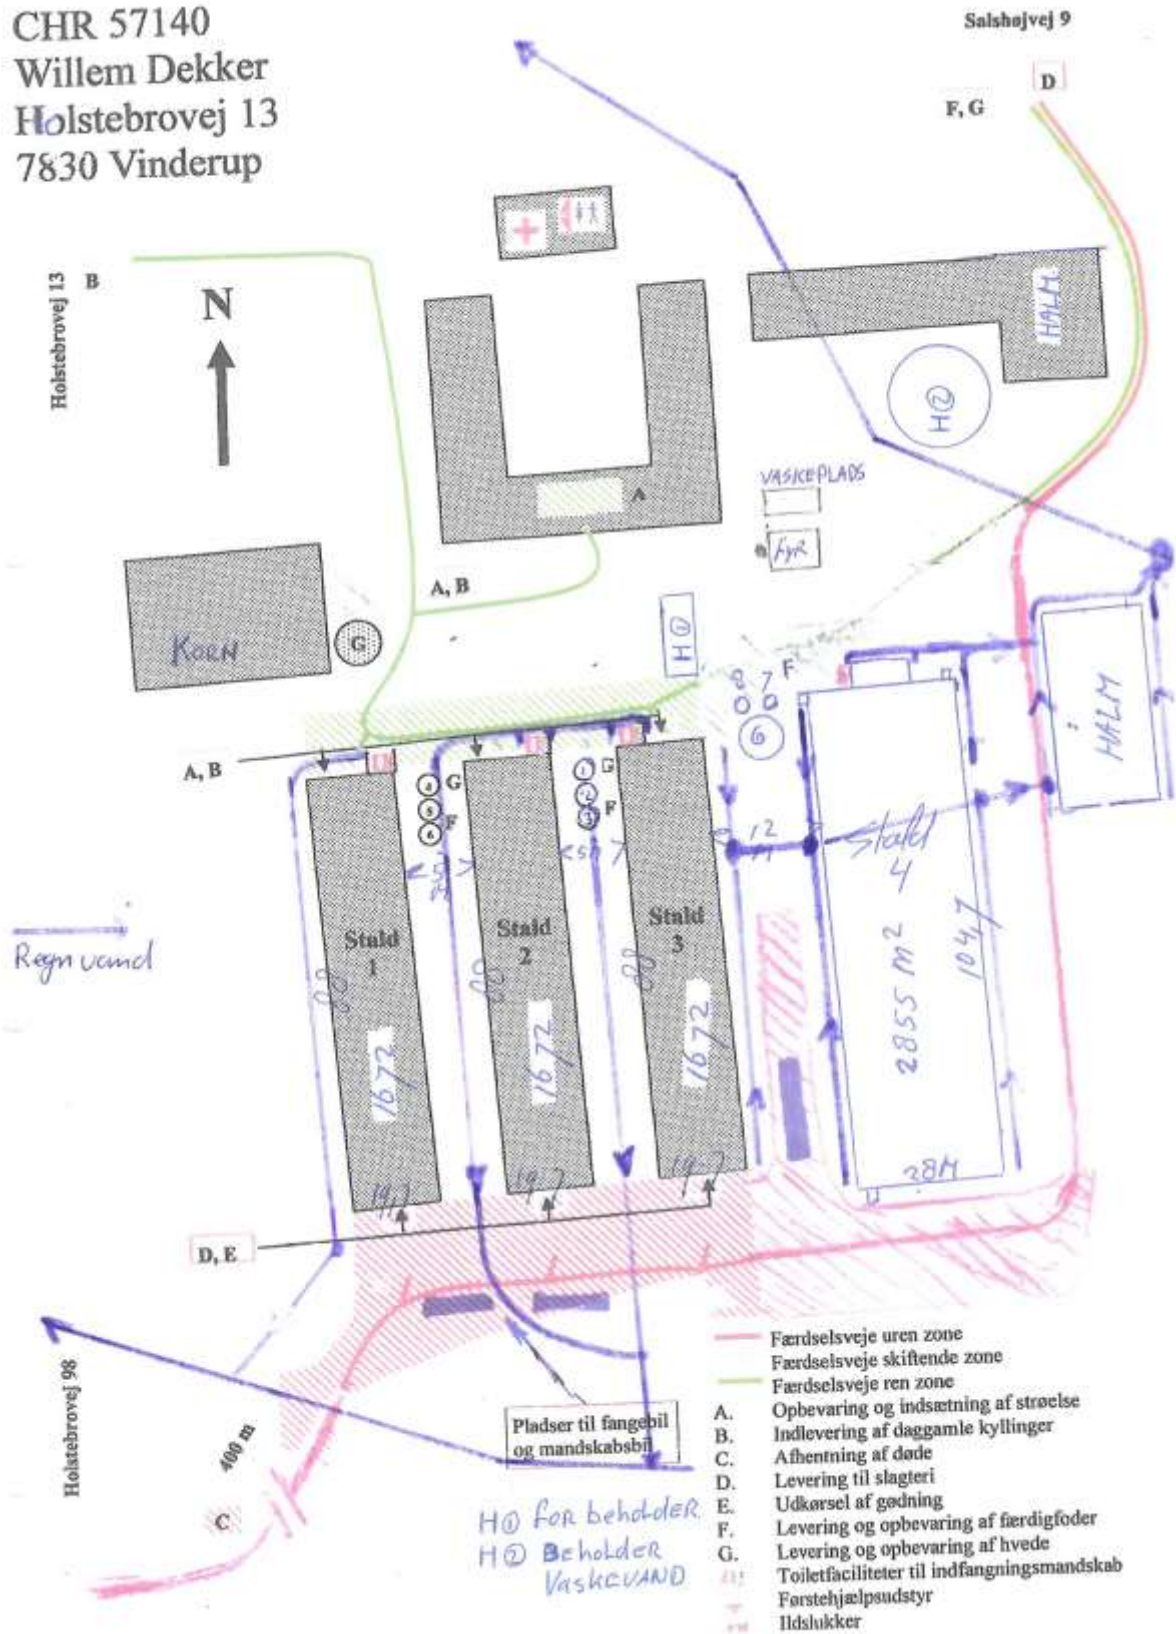 CHR 57140
Willem Dekker
Holstebrovej 13
7830 Vinderup
Salshøjvej 9
D
F, G
Holstebrovej 13
B
N
HALM
H②
VASKEPLADS
Fyr
A
A, B
KORN
G
H①
F
8 7
6
HALM
A, B
4 G
5 F
6
1 G
2 F
3
12
Stald
4
2855 m²
104,7
28M
Stald
1
88
1672
Stald
2
88
1672
Stald
3
88
1672
Regnvand
19,7
19,7
D, E
Holstebrovej 98
400 m
C
Pladser til fangebil
og mandskabsbil
H① for beholder
H② Beholder
Vaskevand
Færdselsveje uren zone
Færdselsveje skiftende zone
Færdselsveje ren zone
A. Opbevaring og indsætning af strøelse
B. Indlevering af daggamle kyllinger
C. Afhentning af døde
D. Levering til slagteri
E. Udkørsel af gødning
F. Levering og opbevaring af færdigfoder
G. Levering og opbevaring af hvede
Toiletfaciliteter til indfangningsmandskab
Førstehjælpsudstyr
Ildslukker